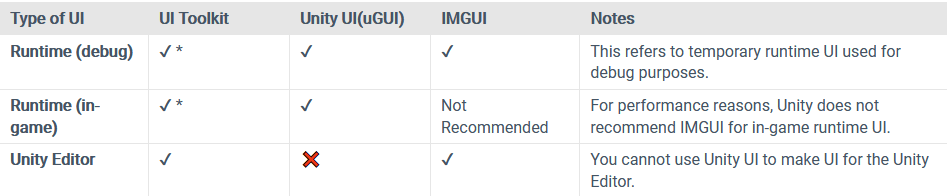 Type of UI UI Toolkit Unity UI(uGUI) IMGUI Notes
Runtime (debug) ✓ * ✓ ✓ This refers to temporary runtime UI used for
debug purposes.
Runtime (in- ✓ * ✓ Not For performance reasons, Unity does not
game) Recommended recommend IMGUI for in-game runtime UI.
Unity Editor ✓ ❌ ✓ You cannot use Unity UI to make UI for the Unity
Editor.